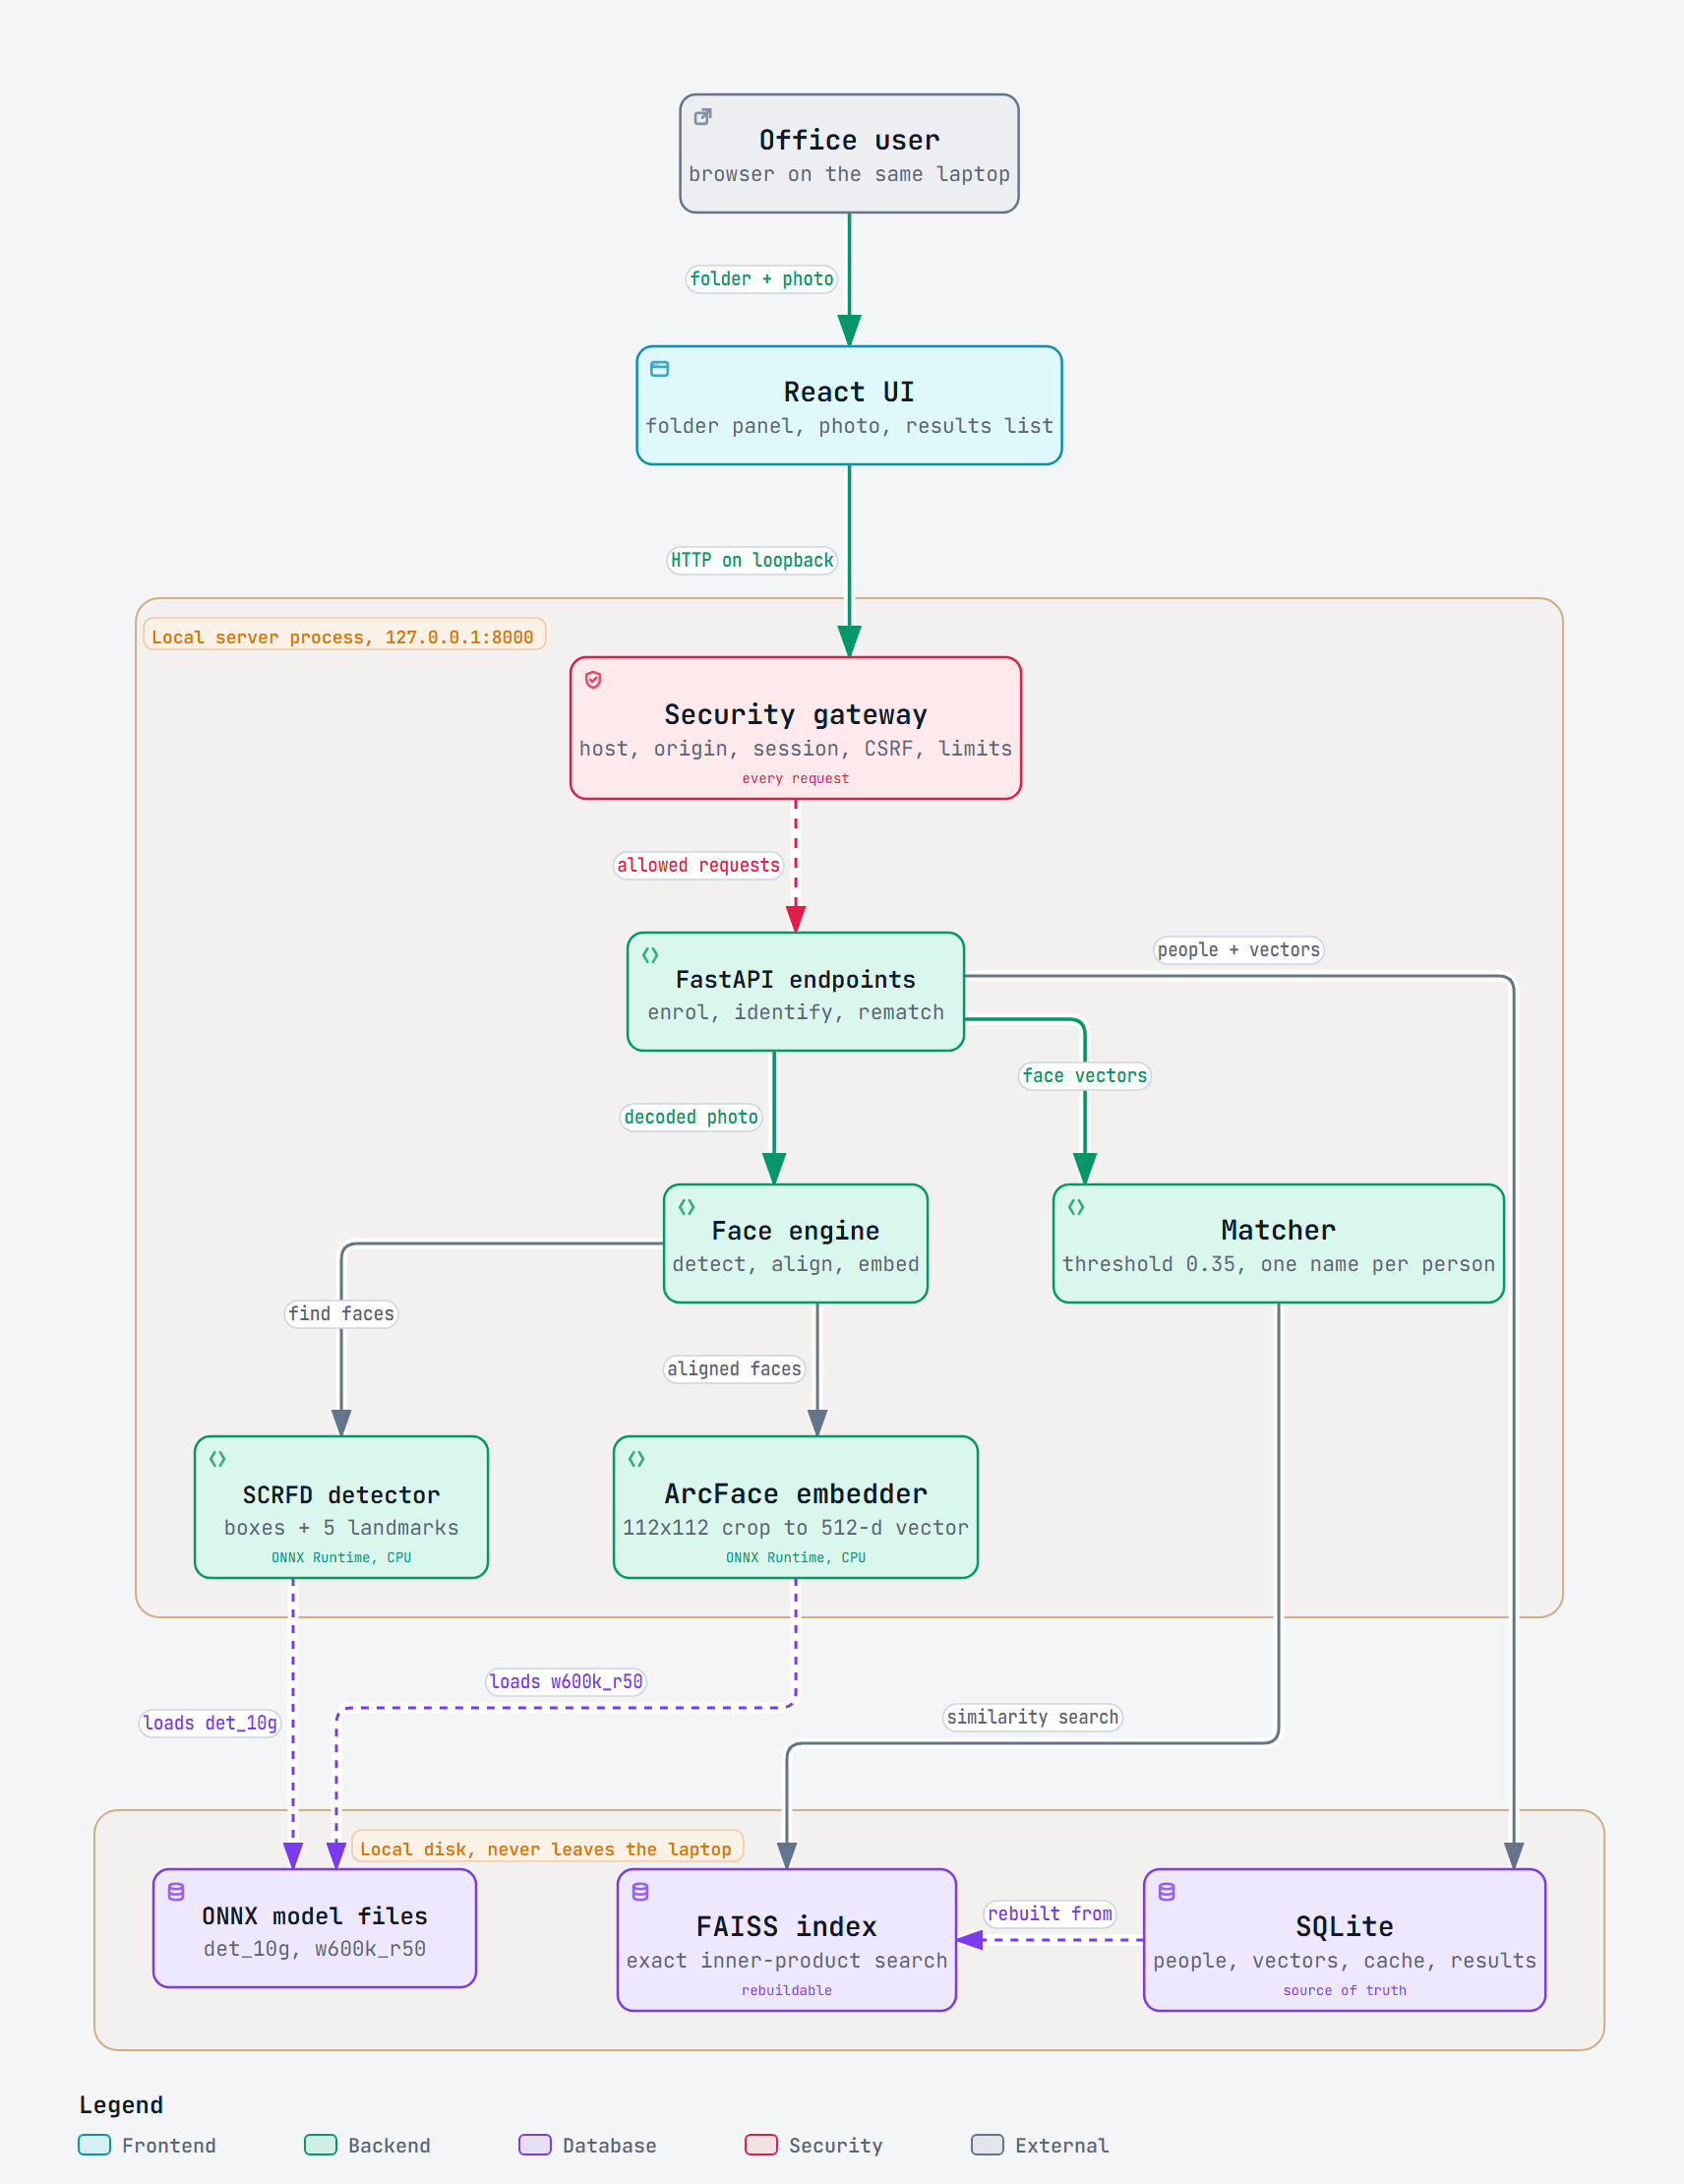 Office user
browser on the same laptop
folder + photo
React UI
folder panel, photo, results list
HTTP on loopback
Local server process, 127.0.0.1:8000
Security gateway
host, origin, session, CSRF, limits
every request
allowed requests
FastAPI endpoints
enrol, identify, rematch
people + vectors
face vectors
decoded photo
Face engine
detect, align, embed
Matcher
threshold 0.35, one name per person
find faces
aligned faces
SCRFD detector
boxes + 5 landmarks
ONNX Runtime, CPU
ArcFace embedder
112x112 crop to 512-d vector
ONNX Runtime, CPU
loads w600k_r50
loads det_10g
similarity search
Local disk, never leaves the laptop
ONNX model files
det_10g, w600k_r50
FAISS index
exact inner-product search
rebuildable
rebuilt from
SQLite
people, vectors, cache, results
source of truth
Legend
Frontend
Backend
Database
Security
External